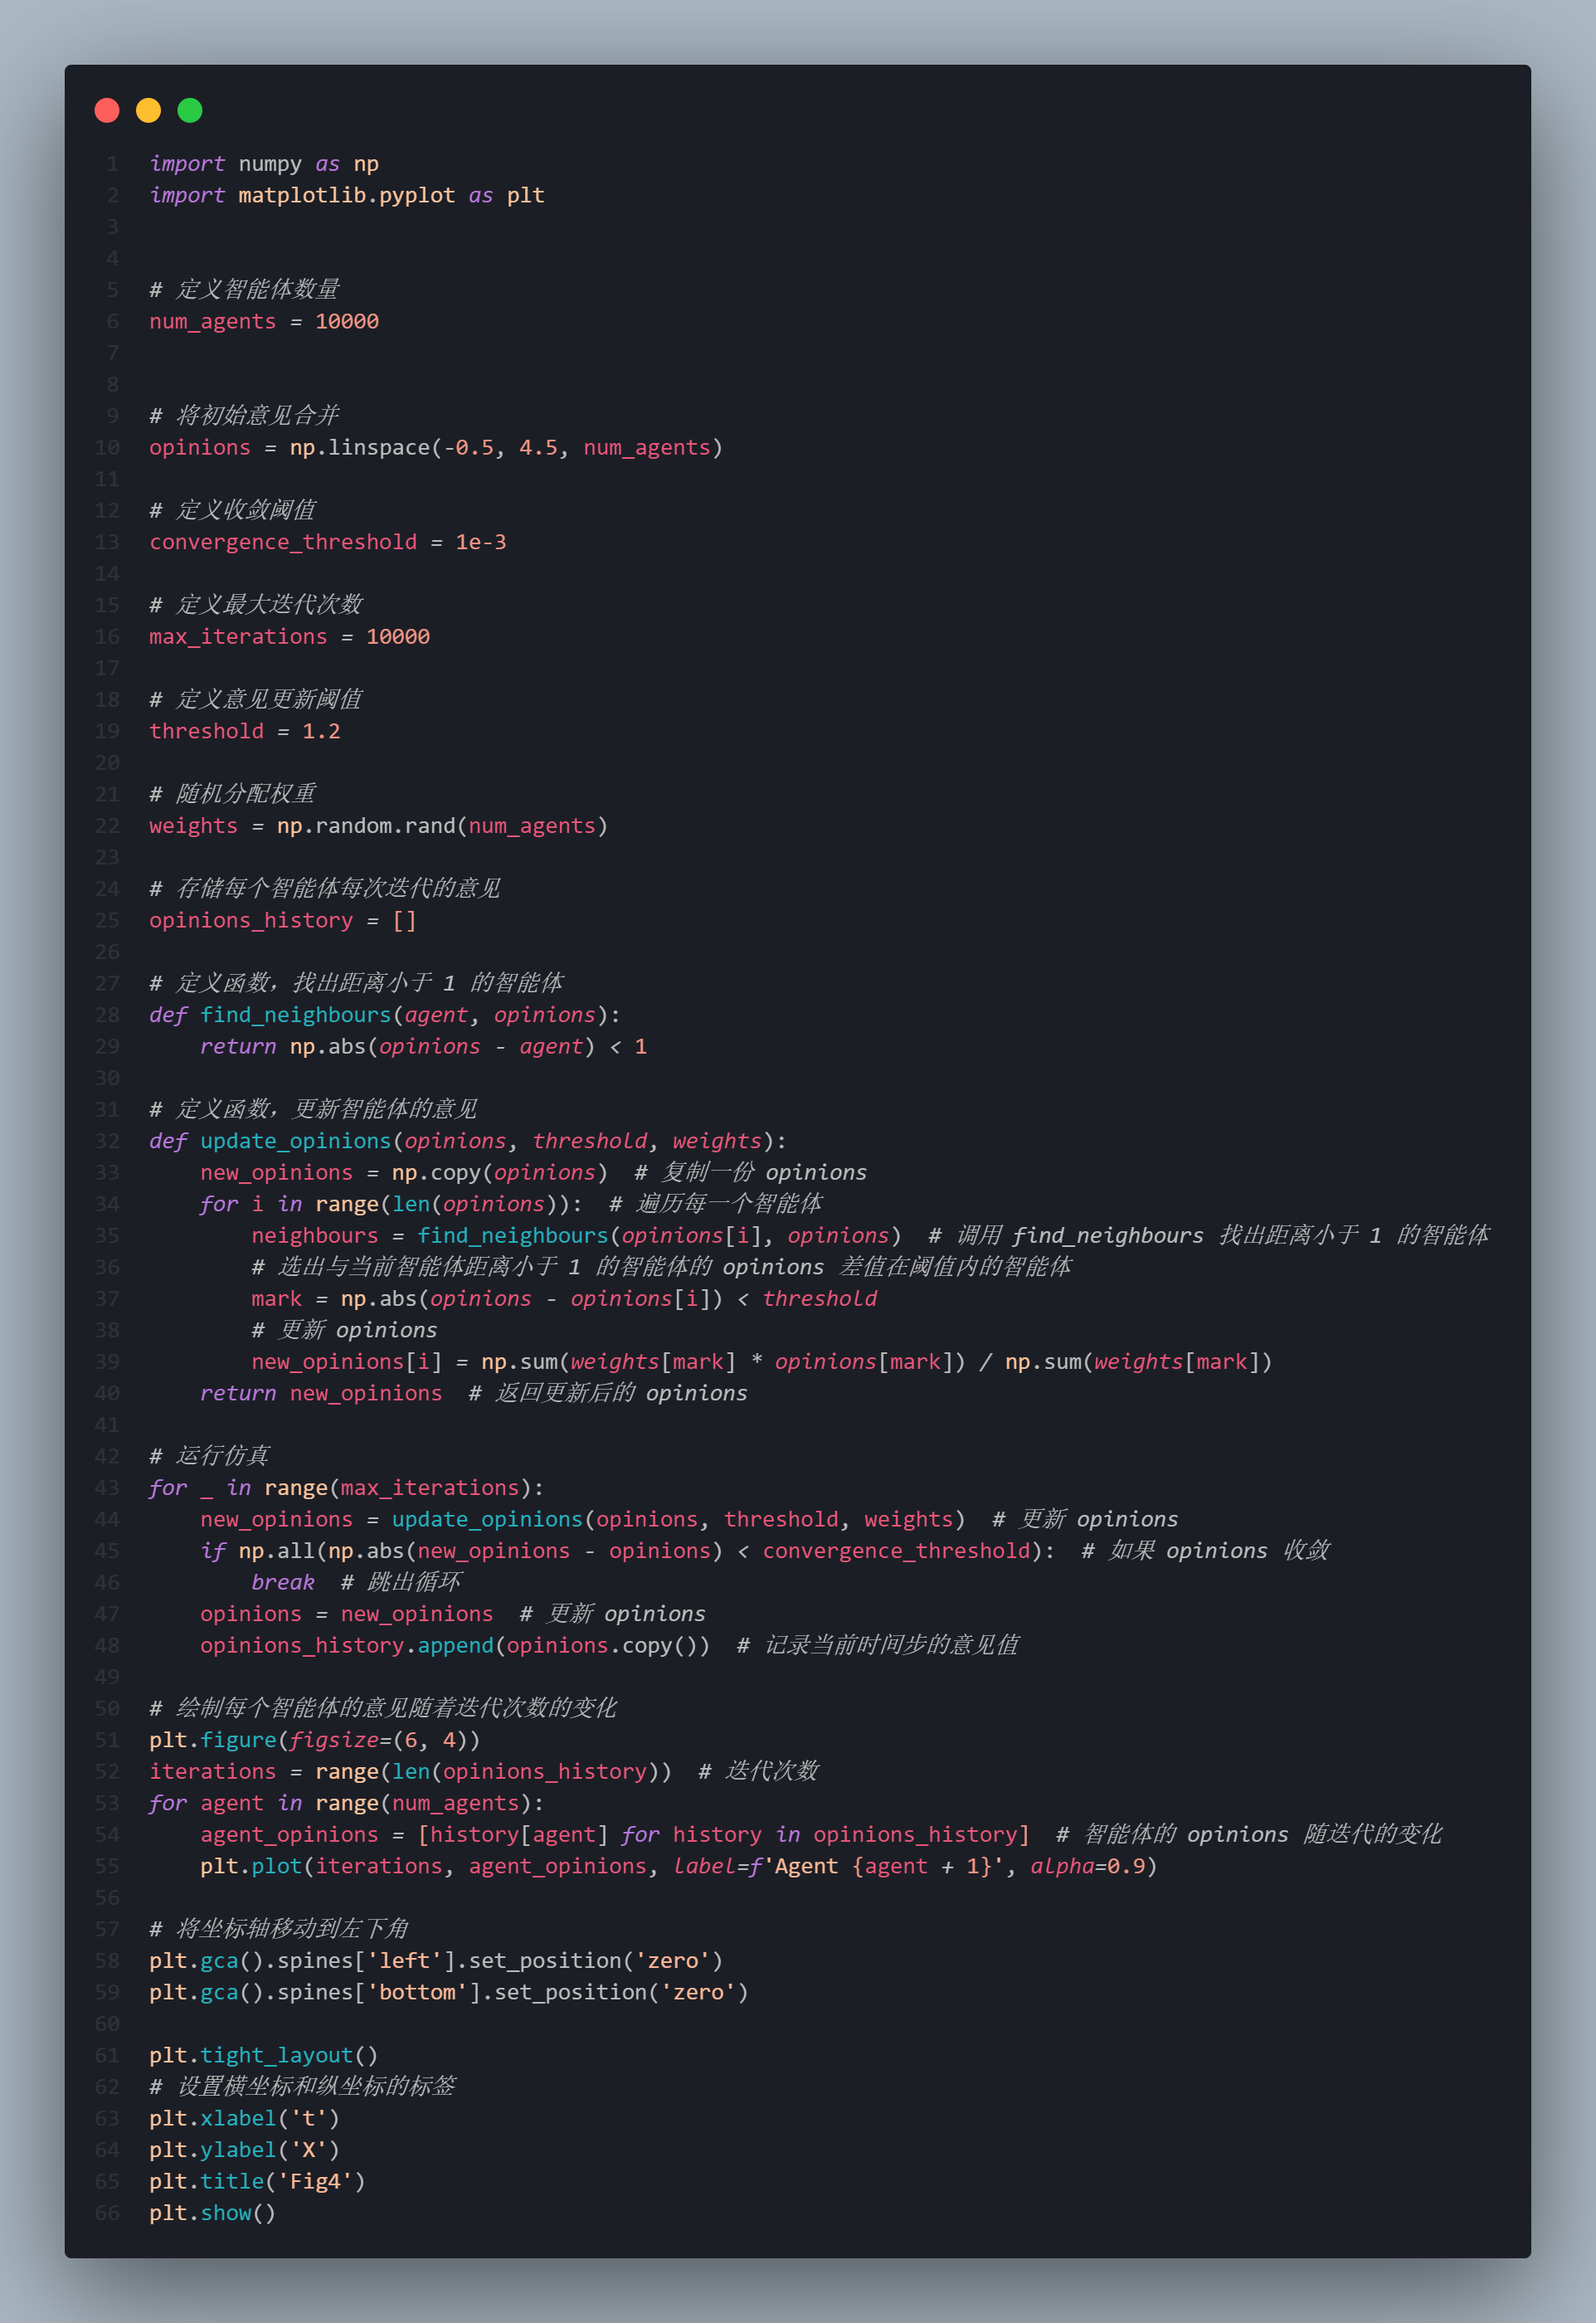 1 import numpy as np
2 import matplotlib.pyplot as plt
3
4
5 # 定义智能体数量
6 num_agents = 10000
7
8
9 # 将初始意见合并
10 opinions = np.linspace(-0.5, 4.5, num_agents)
11
12 # 定义收敛阈值
13 convergence_threshold = 1e-3
14
15 # 定义最大迭代次数
16 max_iterations = 10000
17
18 # 定义意见更新阈值
19 threshold = 1.2
20
21 # 随机分配权重
22 weights = np.random.rand(num_agents)
23
24 # 存储每个智能体每次迭代的意见
25 opinions_history = []
26
27 # 定义函数，找出距离小于 1 的智能体
28 def find_neighbours(agent, opinions):
29     return np.abs(opinions - agent) < 1
30
31 # 定义函数，更新智能体的意见
32 def update_opinions(opinions, threshold, weights):
33     new_opinions = np.copy(opinions)  # 复制一份 opinions
34     for i in range(len(opinions)):  # 遍历每一个智能体
35         neighbours = find_neighbours(opinions[i], opinions)  # 调用 find_neighbours 找出距离小于 1 的智能体
36         # 选出与当前智能体距离小于 1 的智能体的 opinions 差值在阈值内的智能体
37         mark = np.abs(opinions - opinions[i]) < threshold
38         # 更新 opinions
39         new_opinions[i] = np.sum(weights[mark] * opinions[mark]) / np.sum(weights[mark])
40     return new_opinions  # 返回更新后的 opinions
41
42 # 运行仿真
43 for _ in range(max_iterations):
44     new_opinions = update_opinions(opinions, threshold, weights)  # 更新 opinions
45     if np.all(np.abs(new_opinions - opinions) < convergence_threshold):  # 如果 opinions 收敛
46         break  # 跳出循环
47     opinions = new_opinions  # 更新 opinions
48     opinions_history.append(opinions.copy())  # 记录当前时间步的意见值
49
50 # 绘制每个智能体的意见随着迭代次数的变化
51 plt.figure(figsize=(6, 4))
52 iterations = range(len(opinions_history))  # 迭代次数
53 for agent in range(num_agents):
54     agent_opinions = [history[agent] for history in opinions_history]  # 智能体的 opinions 随迭代的变化
55     plt.plot(iterations, agent_opinions, label=f'Agent {agent + 1}', alpha=0.9)
56
57 # 将坐标轴移动到左下角
58 plt.gca().spines['left'].set_position('zero')
59 plt.gca().spines['bottom'].set_position('zero')
60
61 plt.tight_layout()
62 # 设置横坐标和纵坐标的标签
63 plt.xlabel('t')
64 plt.ylabel('X')
65 plt.title('Fig4')
66 plt.show()